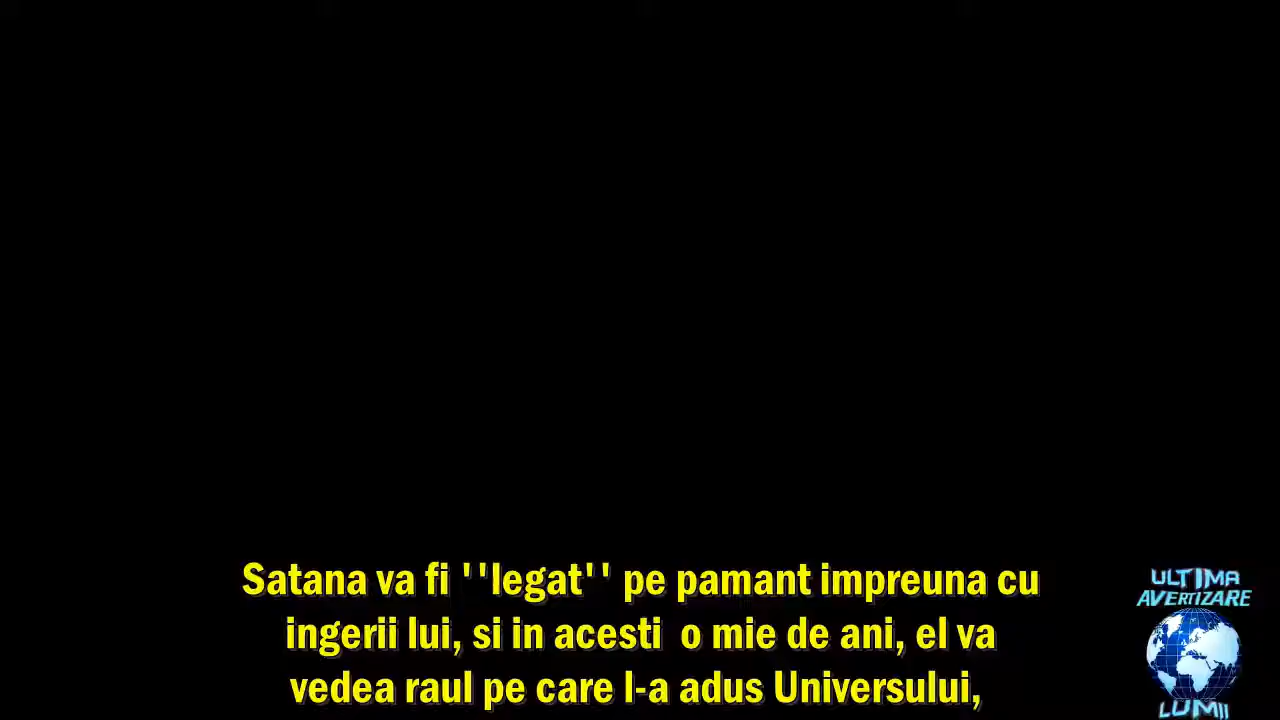 Satana va fi ''legat'' pe pamant impreuna cu
ingerii lui, si in acesti  o mie de ani, el va
vedea raul pe care l-a adus Universului,
ULTIMA
AVERTIZARE
LUMII